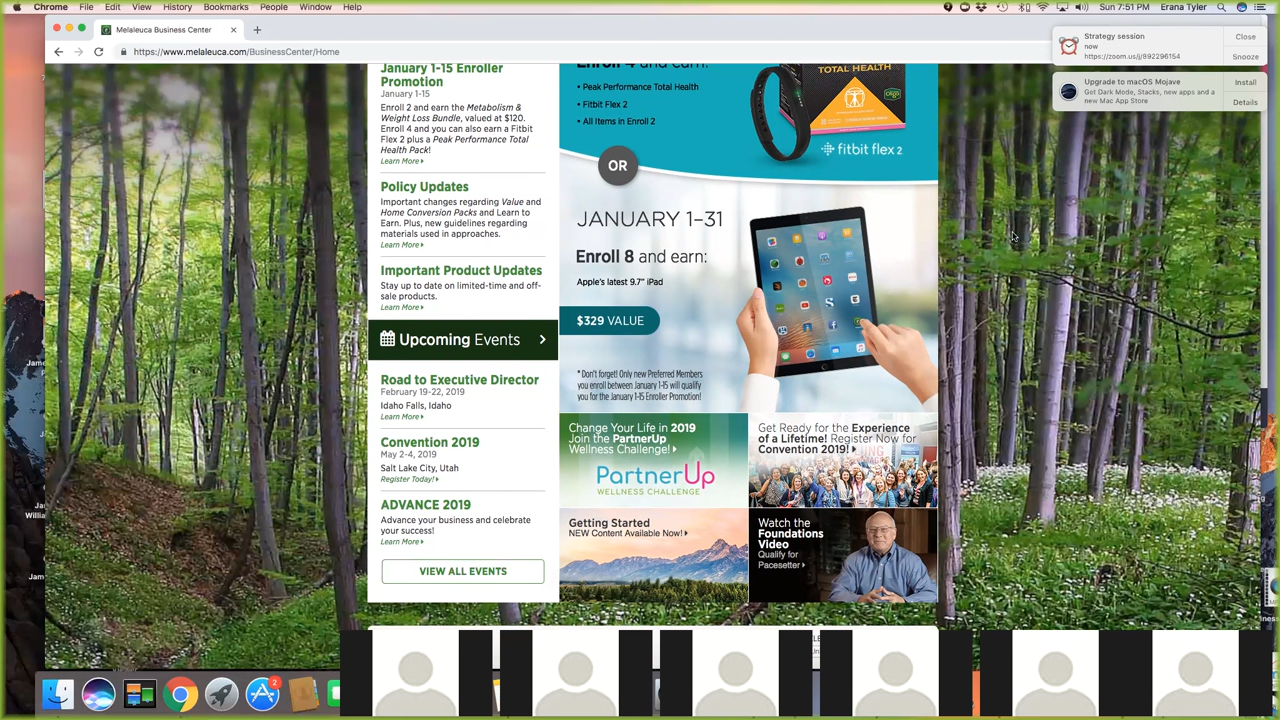 Chrome File Edit View History Bookmarks People Window Help
Sun 7:51 PM Erana Tyler
Melaleuca Business Center
https://www.melaleuca.com/BusinessCenter/Home
Strategy session
now
https://zoom.us/j/892296154
Close
Snooze
Upgrade to macOS Mojave
Get Dark Mode, Stacks, new apps and a
new Mac App Store
Install
Details
January 1-15 Enroller
Promotion
January 1-15
Enroll 2 and earn the Metabolism &
Weight Loss Bundle, valued at $120.
Enroll 4 and you can also earn a Fitbit
Flex 2 plus a Peak Performance Total
Health Pack!
Learn More
Policy Updates
Important changes regarding Value and
Home Conversion Packs and Learn to
Earn. Plus, new guidelines regarding
materials used in approaches.
Learn More
Important Product Updates
Stay up to date on limited-time and off-
sale products.
Learn More
Upcoming Events
Road to Executive Director
February 19-22, 2019
Idaho Falls, Idaho
Learn More
Convention 2019
May 2-4, 2019
Salt Lake City, Utah
Register Today!
ADVANCE 2019
Advance your business and celebrate
your success!
Learn More
VIEW ALL EVENTS
Enroll 4 and earn:
• Peak Performance Total Health
• Fitbit Flex 2
• All Items in Enroll 2
TOTAL HEALTH
fitbit flex 2
OR
JANUARY 1–31
Enroll 8 and earn:
Apple's latest 9.7" iPad
$329 VALUE
* Don't forget! Only new Preferred Members
you enroll between January 1-15 will qualify
you for the January 1-15 Enroller Promotion!
Change Your Life in 2019
Join the PartnerUp
Wellness Challenge!
PartnerUp
WELLNESS CHALLENGE
Get Ready for the Experience
of a Lifetime! Register Now for
Convention 2019!
Getting Started
NEW Content Available Now!
Watch the
Foundations
Video
Qualify for
Pacesetter
2